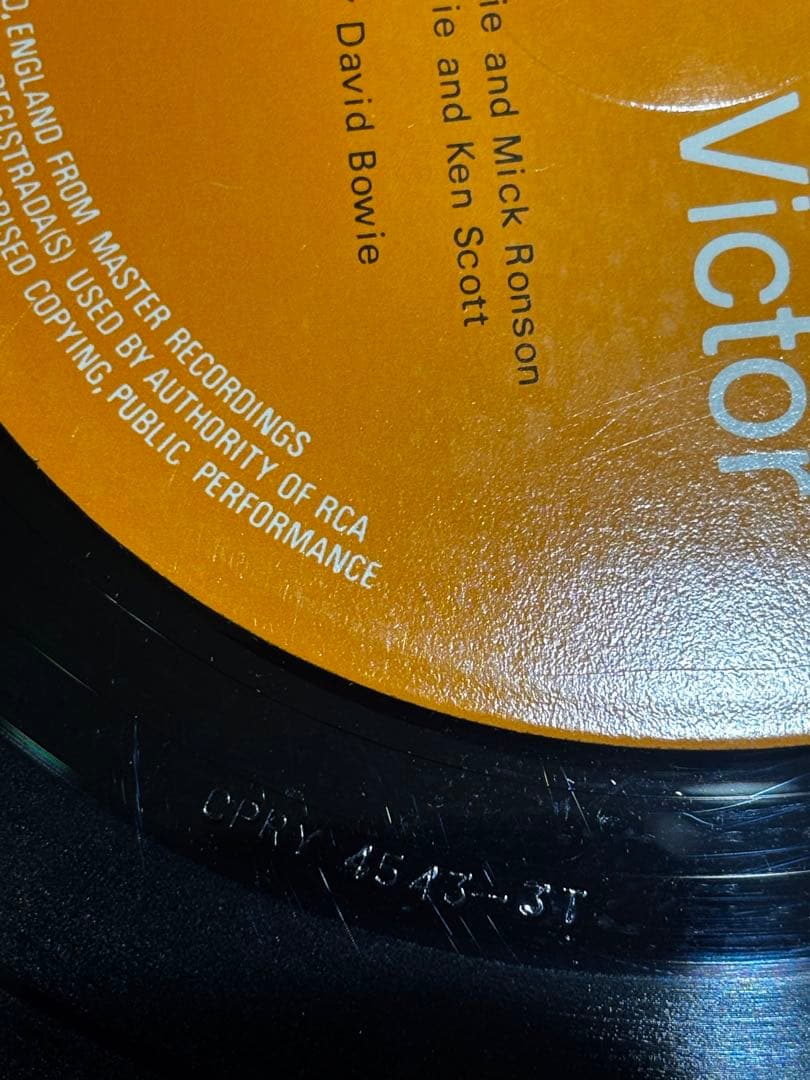 Victor
ie and Mick Ronson
ie and Ken Scott
David Bowie
ENGLAND FROM MASTER RECORDINGS
REGISTRADA(S) USED BY AUTHORITY OF RCA
COPYING, PUBLIC PERFORMANCE
CPRY 4543-3T